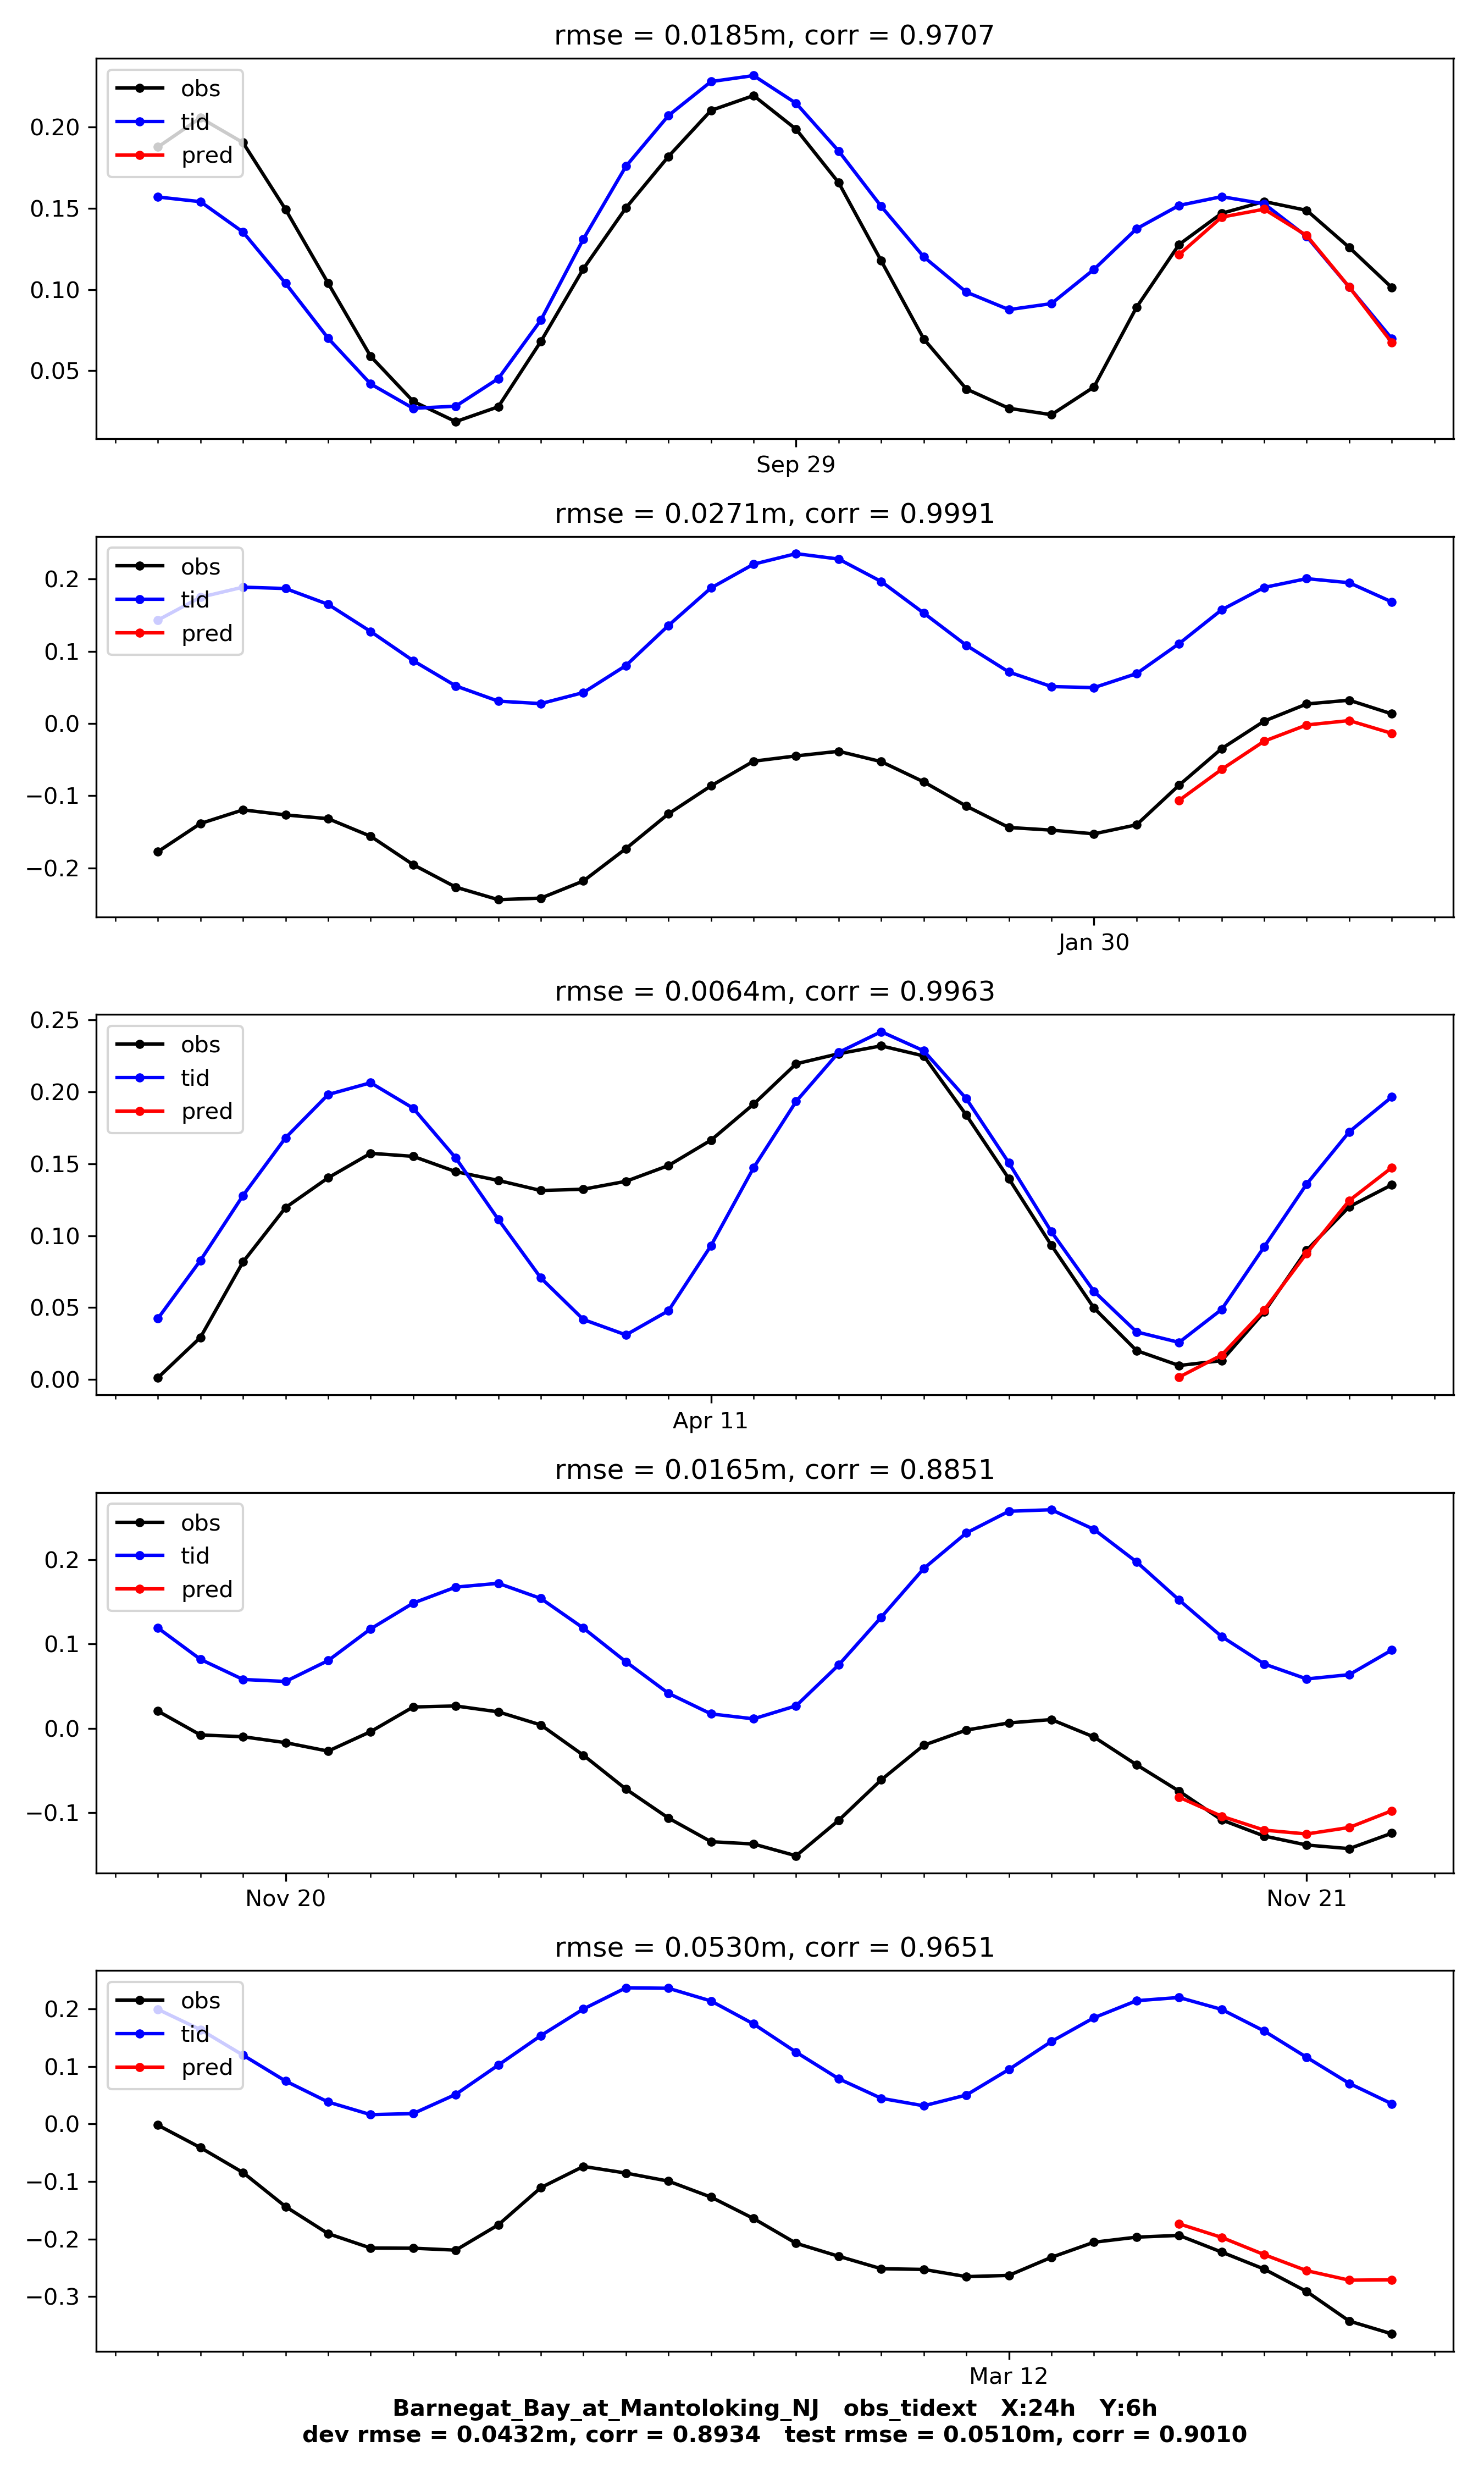 rmse = 0.0185m, corr = 0.9707
obs
tid
pred
0.20
0.15
0.10
0.05
Sep 29
rmse = 0.0271m, corr = 0.9991
obs
tid
pred
0.2
0.1
0.0
−0.1
−0.2
Jan 30
rmse = 0.0064m, corr = 0.9963
obs
tid
pred
0.25
0.20
0.15
0.10
0.05
0.00
Apr 11
rmse = 0.0165m, corr = 0.8851
obs
tid
pred
0.2
0.1
0.0
−0.1
Nov 20 Nov 21
rmse = 0.0530m, corr = 0.9651
obs
tid
pred
0.2
0.1
0.0
−0.1
−0.2
−0.3
Mar 12
Barnegat_Bay_at_Mantoloking_NJ obs_tidext X:24h Y:6h
dev rmse = 0.0432m, corr = 0.8934 test rmse = 0.0510m, corr = 0.9010